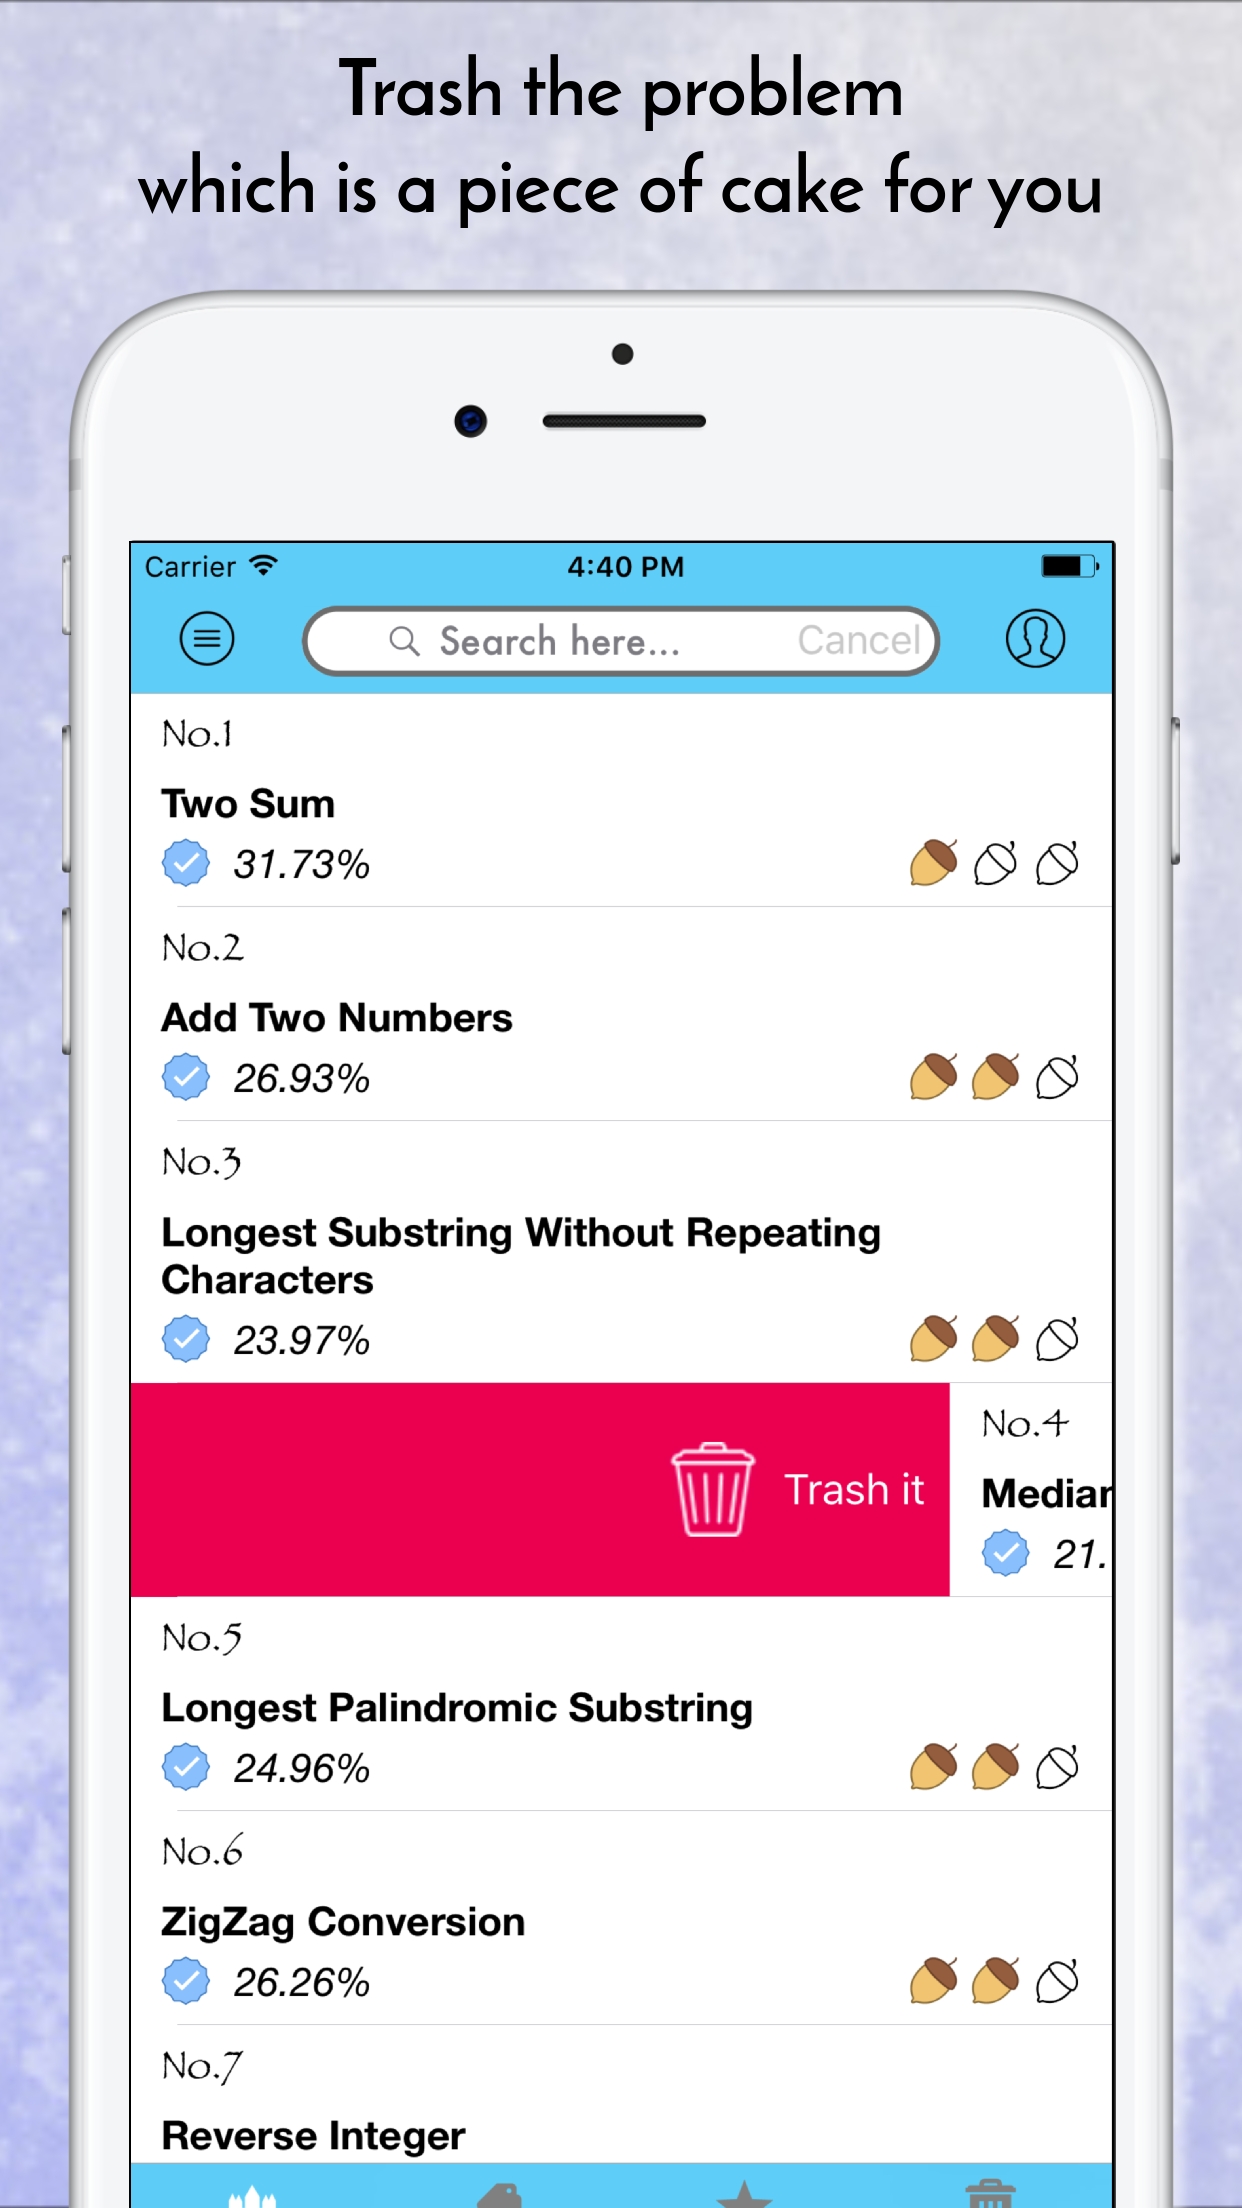 Trash the problem
which is a piece of cake for you
Carrier 4:40 PM
Search here... Cancel
No.1
Two Sum
31.73%
No.2
Add Two Numbers
26.93%
No.3
Longest Substring Without Repeating
Characters
23.97%
Trash it
No.4
Median
21.
No.5
Longest Palindromic Substring
24.96%
No.6
ZigZag Conversion
26.26%
No.7
Reverse Integer